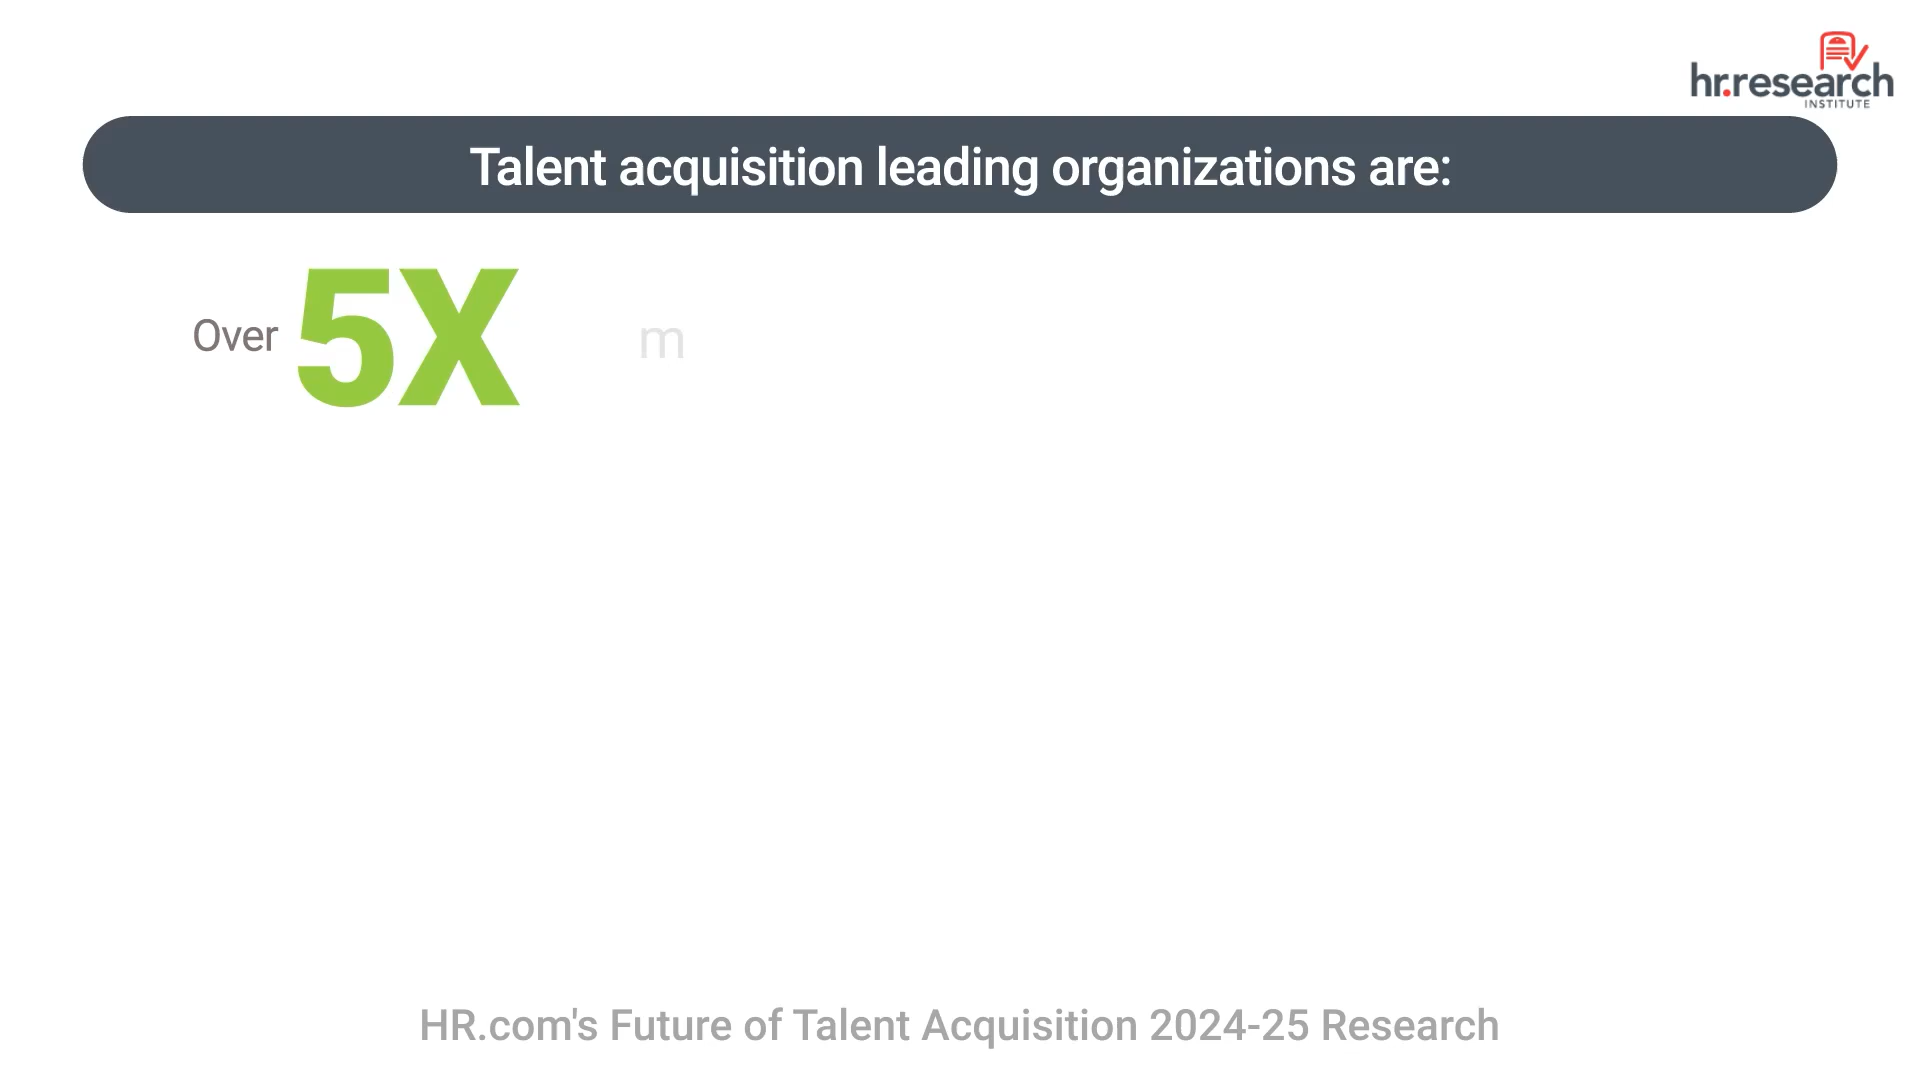 hr.research
INSTITUTE
Talent acquisition leading organizations are:
Over 5X m
HR.com's Future of Talent Acquisition 2024-25 Research